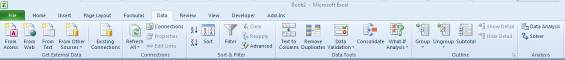 Book2 - Microsoft Excel
File Home Insert Page Layout Formulas Data Review View Developer Add-Ins
From Access
From Web
From Text
From Other Sources
Existing Connections
Refresh All
Connections
Properties
Edit Links
Sort
Filter
Clear
Reapply
Advanced
Text to Columns
Remove Duplicates
Data Validation
Consolidate
What-If Analysis
Group
Ungroup
Subtotal
Show Detail
Hide Detail
Data Analysis
Solver
Get External Data
Connections
Sort & Filter
Data Tools
Outline
Analysis